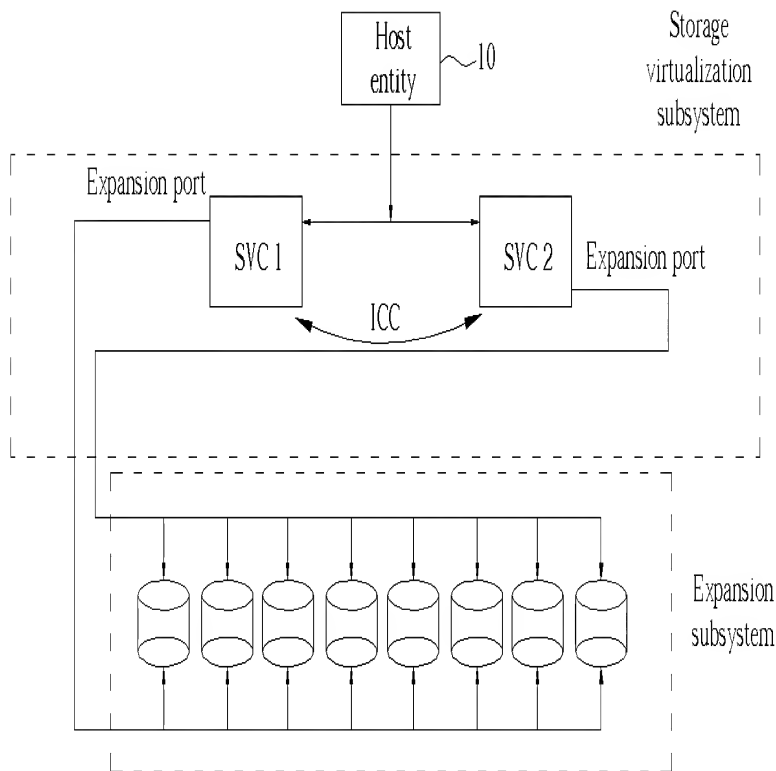 Host
entity
10
Storage
virtualization
subsystem
Expansion port
SVC 1
SVC 2
Expansion port
ICC
Expansion
subsystem